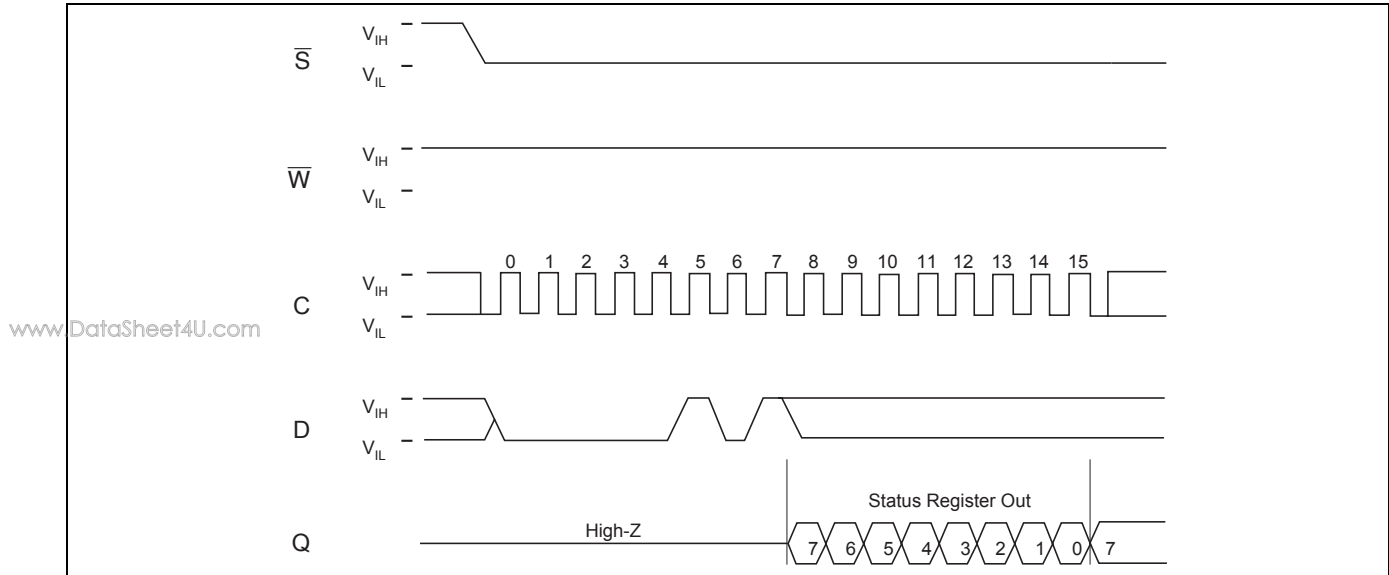 V_IH
S̅
V_IL
V_IH
W̅
V_IL
0 1 2 3 4 5 6 7 8 9 10 11 12 13 14 15
V_IH
C
V_IL
www.DataSheet4U.com
V_IH
D
V_IL
Status Register Out
High-Z
Q
7 6 5 4 3 2 1 0 7